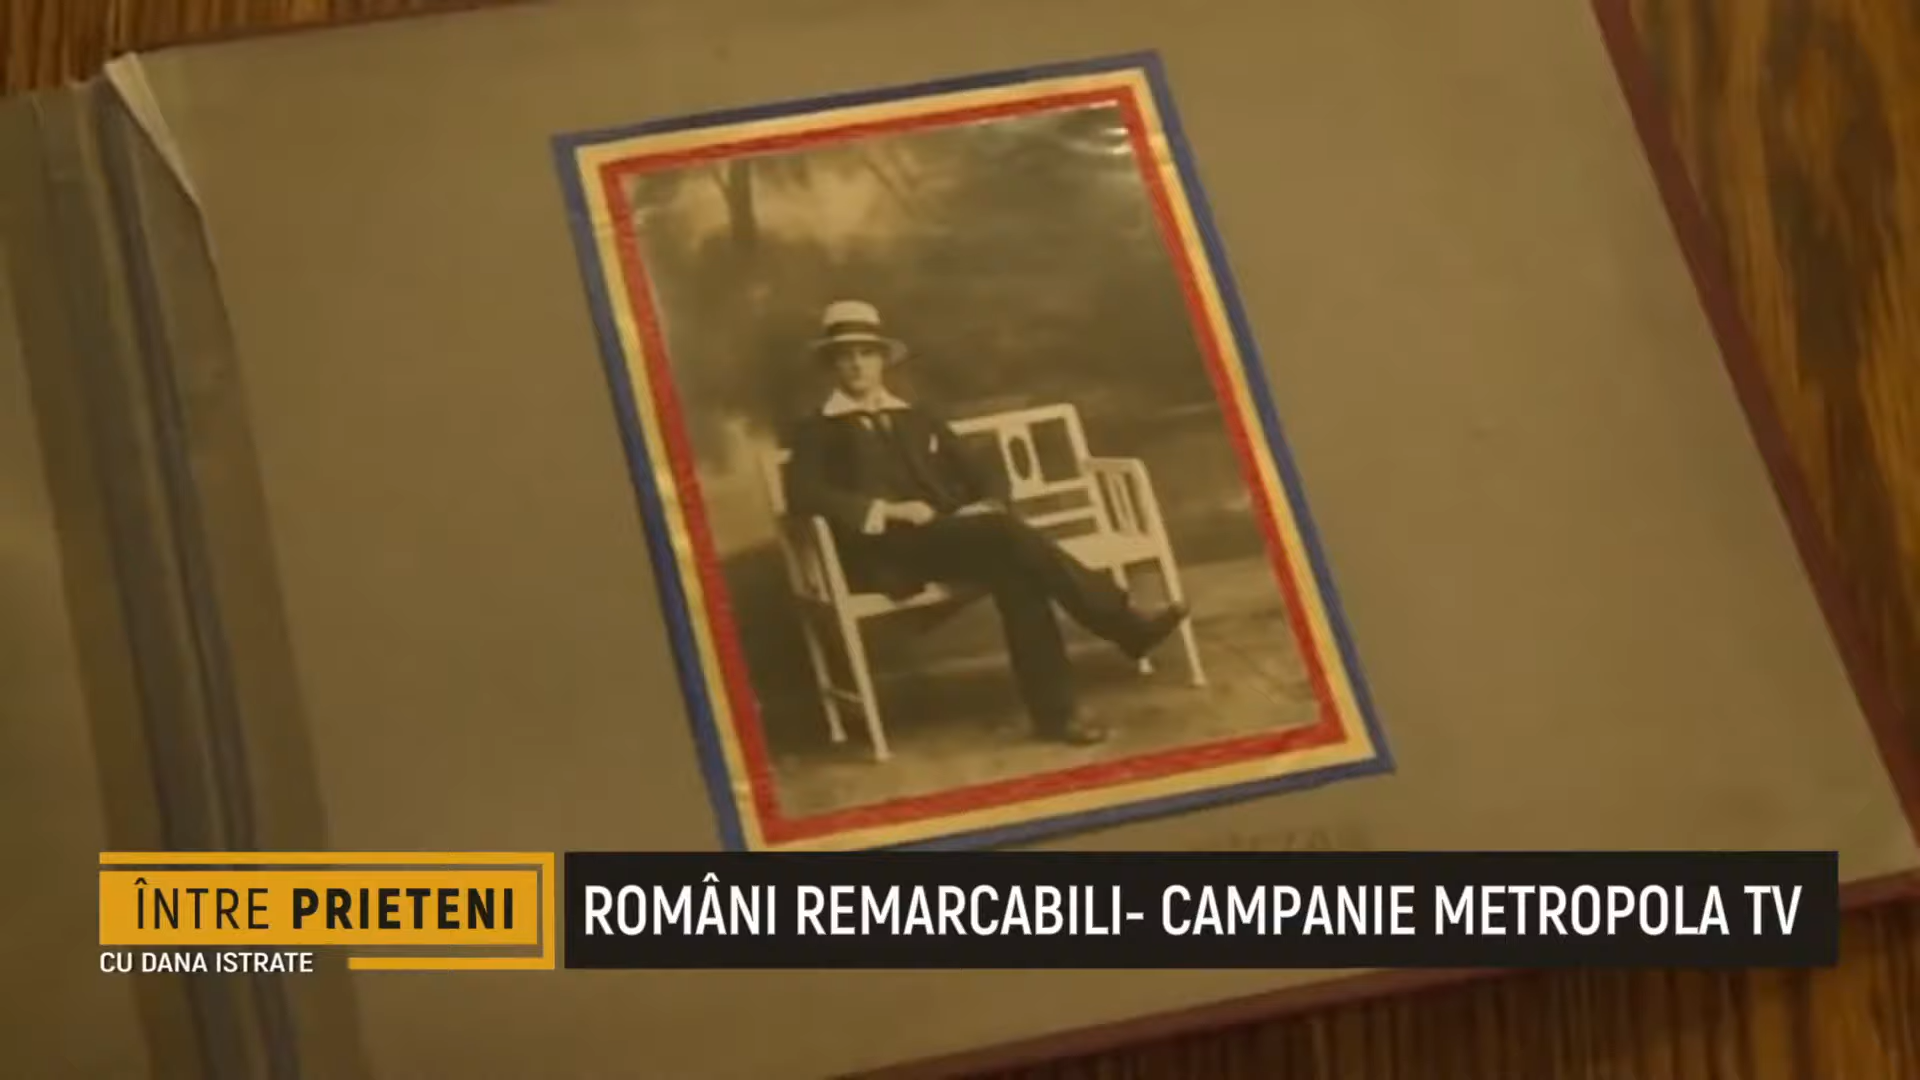 ÎNTRE PRIETENI
CU DANA ISTRATE
ROMÂNI REMARCABILI- CAMPANIE METROPOLA TV